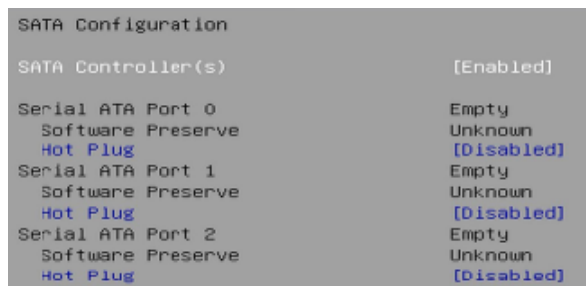 SATA Configuration
SATA Controller(s) [Enabled]
Serial ATA Port 0 Empty
Software Preserve Unknown
Hot Plug [Disabled]
Serial ATA Port 1 Empty
Software Preserve Unknown
Hot Plug [Disabled]
Serial ATA Port 2 Empty
Software Preserve Unknown
Hot Plug [Disabled]